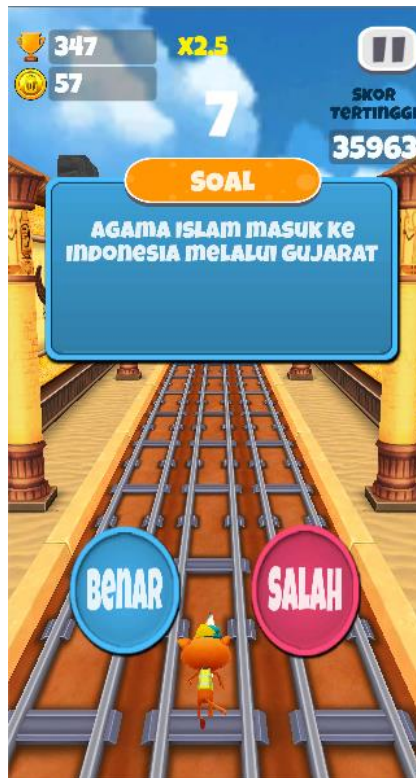 347
X2.5
57
7
SKOR
TERTINGGI
35963
SOAL
AGAMA ISLAM MASUK KE
INDONESIA MELALUI GUJARAT
BENAR
SALAH